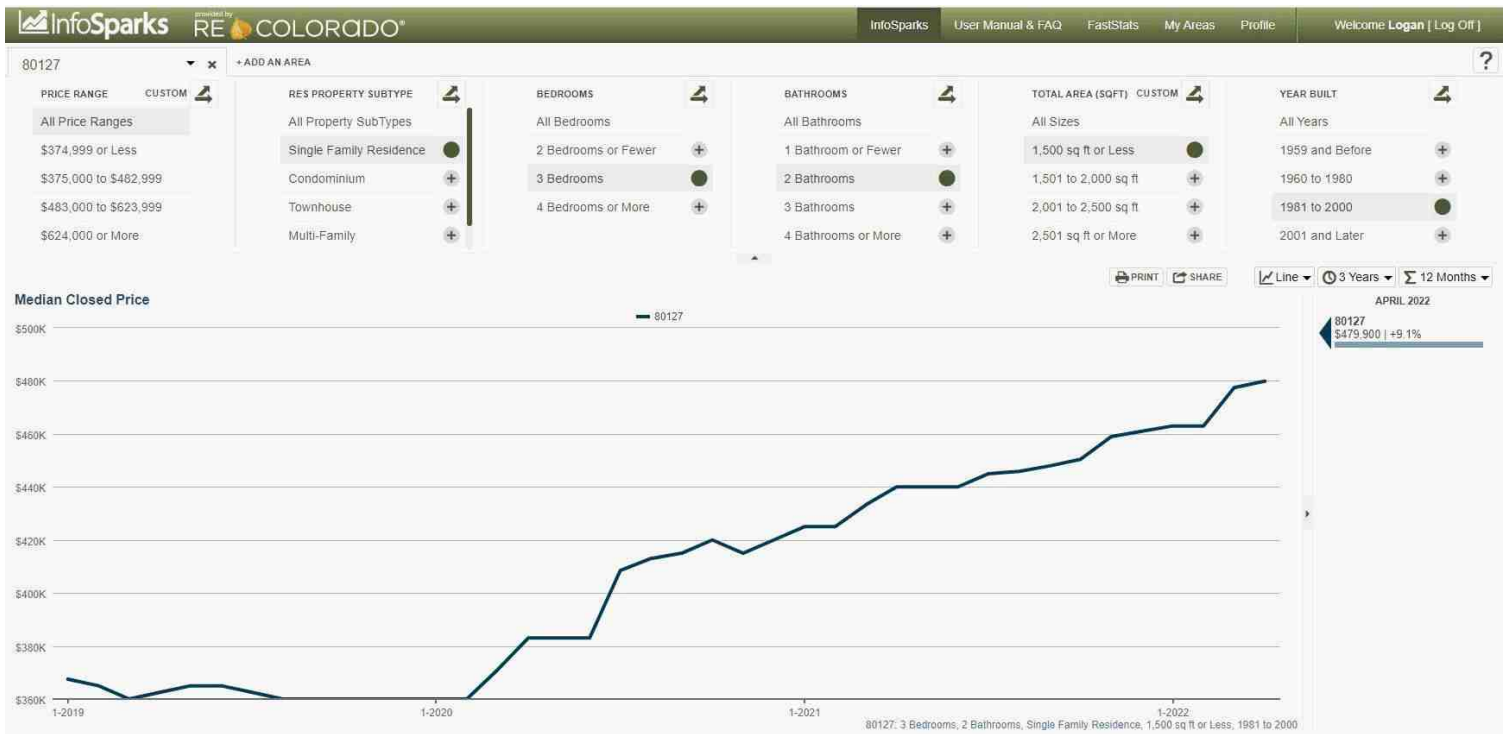 InfoSparks
provided by
RECOLORADO®
InfoSparks User Manual & FAQ FastStats My Areas Profile Welcome Logan [ Log Off ]
80127 + ADD AN AREA ?
PRICE RANGE CUSTOM
All Price Ranges
$374,999 or Less
$375,000 to $482,999
$483,000 to $623,999
$624,000 or More
RES PROPERTY SUBTYPE
All Property SubTypes
Single Family Residence
Condominium
Townhouse
Multi-Family
BEDROOMS
All Bedrooms
2 Bedrooms or Fewer
3 Bedrooms
4 Bedrooms or More
BATHROOMS
All Bathrooms
1 Bathroom or Fewer
2 Bathrooms
3 Bathrooms
4 Bathrooms or More
TOTAL AREA (SQFT) CUSTOM
All Sizes
1,500 sq ft or Less
1,501 to 2,000 sq ft
2,001 to 2,500 sq ft
2,501 sq ft or More
YEAR BUILT
All Years
1959 and Before
1960 to 1980
1981 to 2000
2001 and Later
PRINT SHARE Line 3 Years 12 Months
Median Closed Price
80127
APRIL 2022
80127
$479,900 | +9.1%
$500K
$480K
$460K
$440K
$420K
$400K
$380K
$360K
1-2019 1-2020 1-2021 1-2022
80127: 3 Bedrooms, 2 Bathrooms, Single Family Residence, 1,500 sq ft or Less, 1981 to 2000